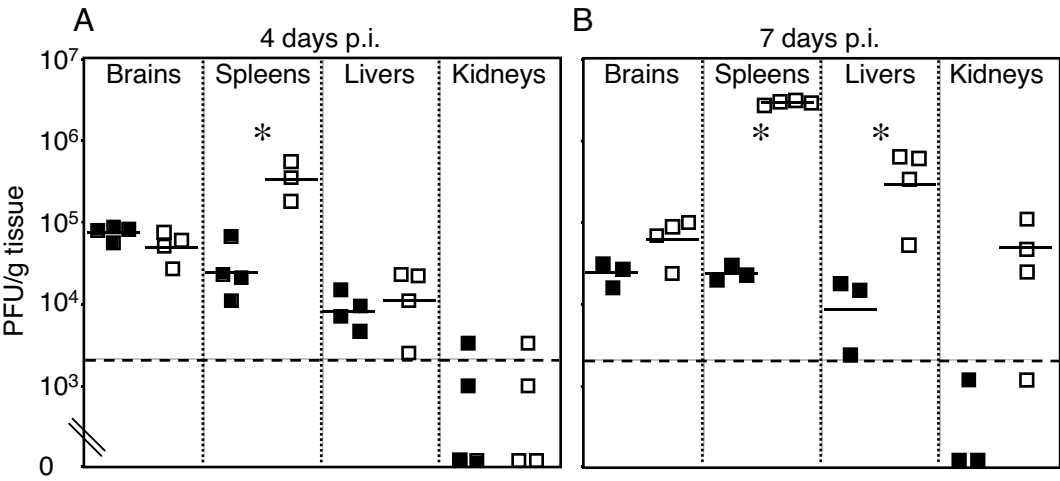 A
B
4 days p.i.
7 days p.i.
Brains Spleens Livers Kidneys
Brains Spleens Livers Kidneys
PFU/g tissue
10⁷
10⁶
10⁵
10⁴
10³
0
*
*
*